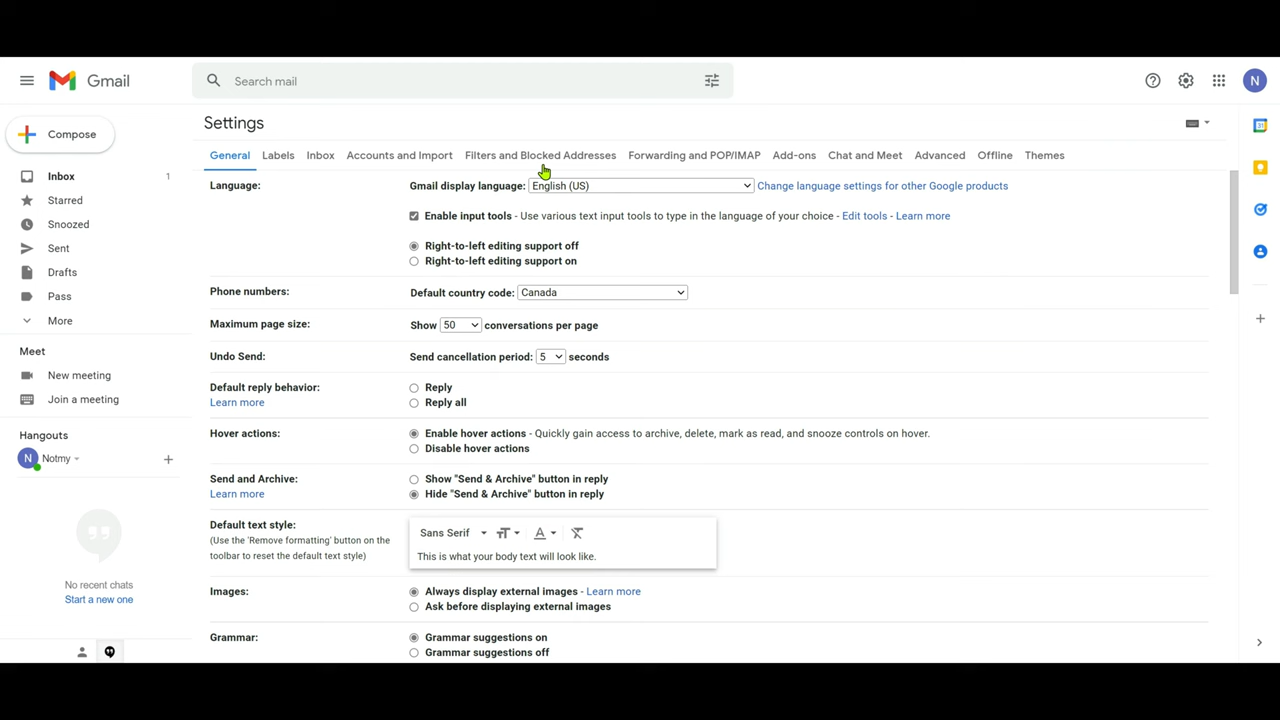 Gmail
Search mail
N
Compose
Inbox 1
Starred
Snoozed
Sent
Drafts
Pass
More
Meet
New meeting
Join a meeting
Hangouts
N Notmy
No recent chats
Start a new one
Settings
General Labels Inbox Accounts and Import Filters and Blocked Addresses Forwarding and POP/IMAP Add-ons Chat and Meet Advanced Offline Themes
Language: Gmail display language: English (US) Change language settings for other Google products
Enable input tools - Use various text input tools to type in the language of your choice - Edit tools - Learn more
Right-to-left editing support off
Right-to-left editing support on
Phone numbers: Default country code: Canada
Maximum page size: Show 50 conversations per page
Undo Send: Send cancellation period: 5 seconds
Default reply behavior: Reply
Learn more Reply all
Hover actions: Enable hover actions - Quickly gain access to archive, delete, mark as read, and snooze controls on hover.
Disable hover actions
Send and Archive: Show "Send & Archive" button in reply
Learn more Hide "Send & Archive" button in reply
Default text style: Sans Serif
(Use the 'Remove formatting' button on the
toolbar to reset the default text style) This is what your body text will look like.
Images: Always display external images - Learn more
Ask before displaying external images
Grammar: Grammar suggestions on
Grammar suggestions off